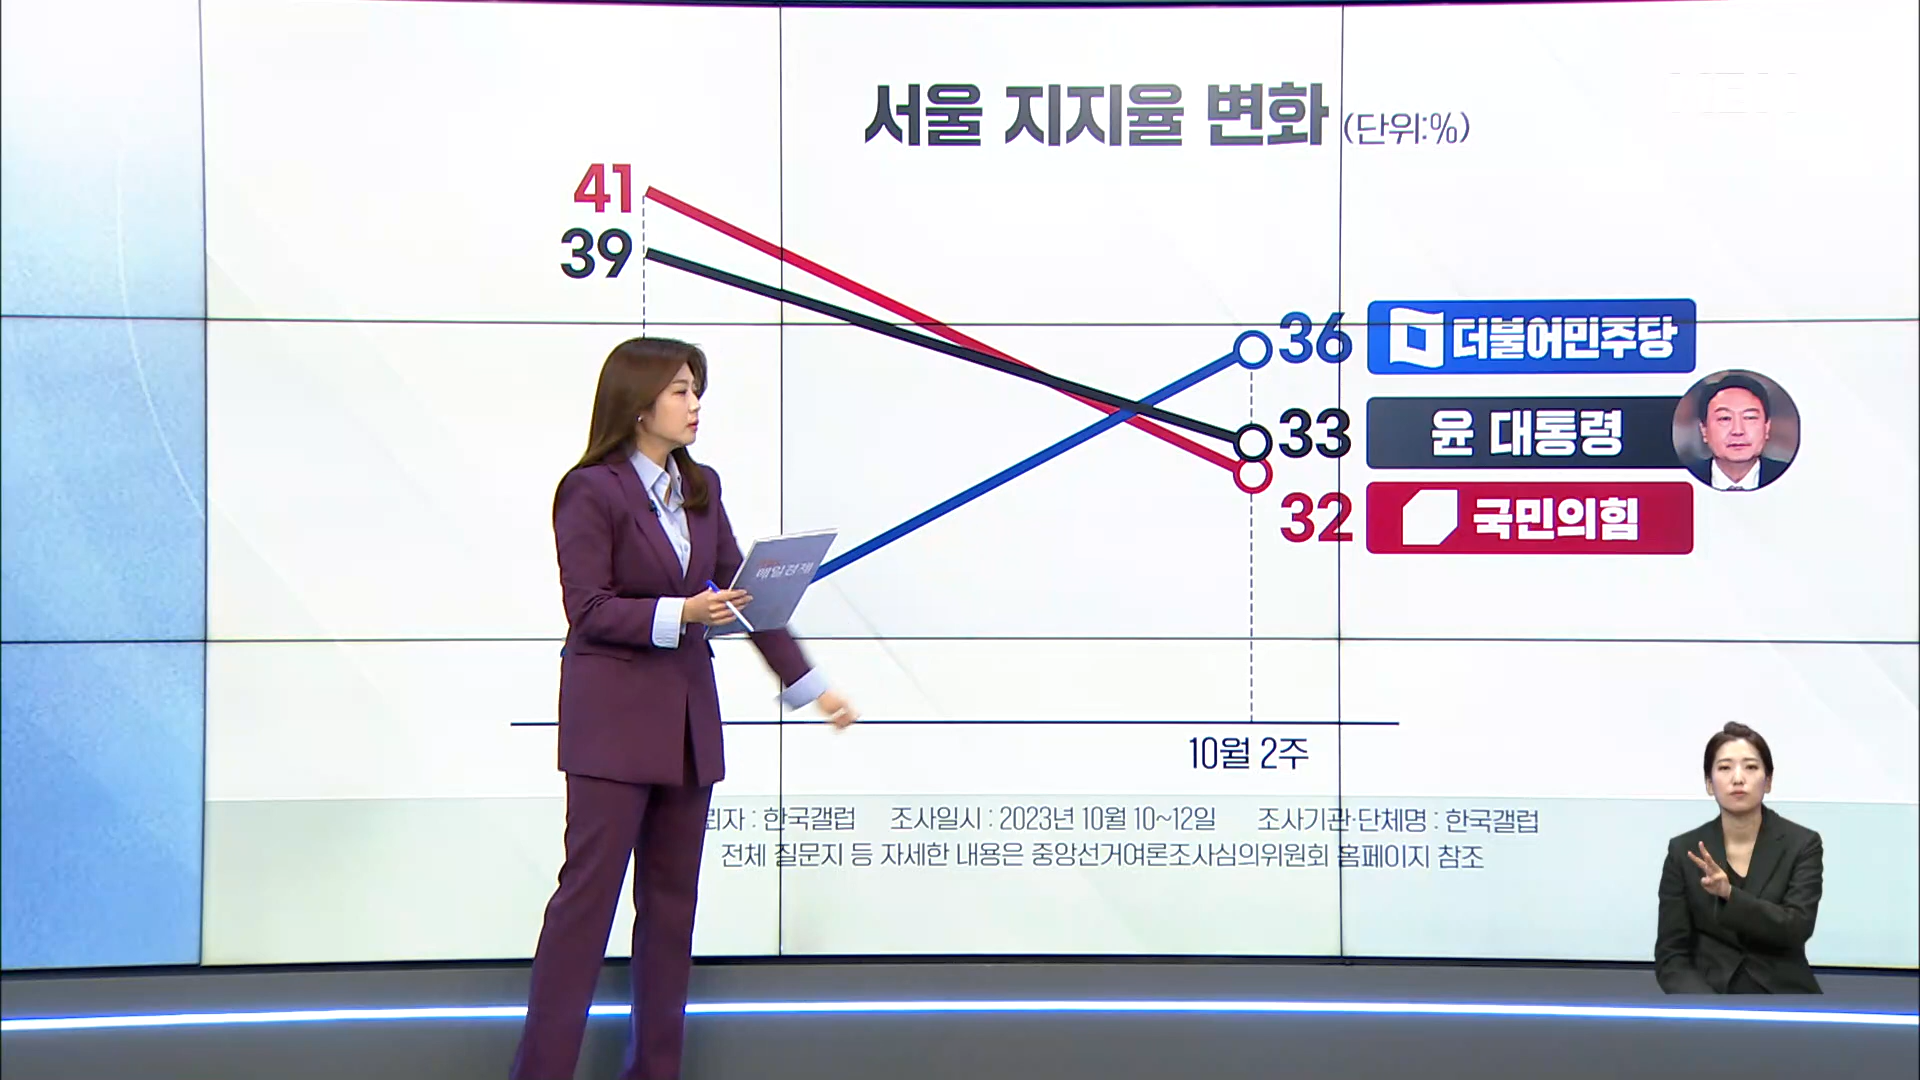 서울 지지율 변화 (단위:%)
41
39
36 더불어민주당
33 윤 대통령
32 국민의힘
매일경제
10월 2주
뢰자 : 한국갤럽 조사일시 : 2023년 10월 10~12일 조사기관·단체명 : 한국갤럽
전체 질문지 등 자세한 내용은 중앙선거여론조사심의위원회 홈페이지 참조